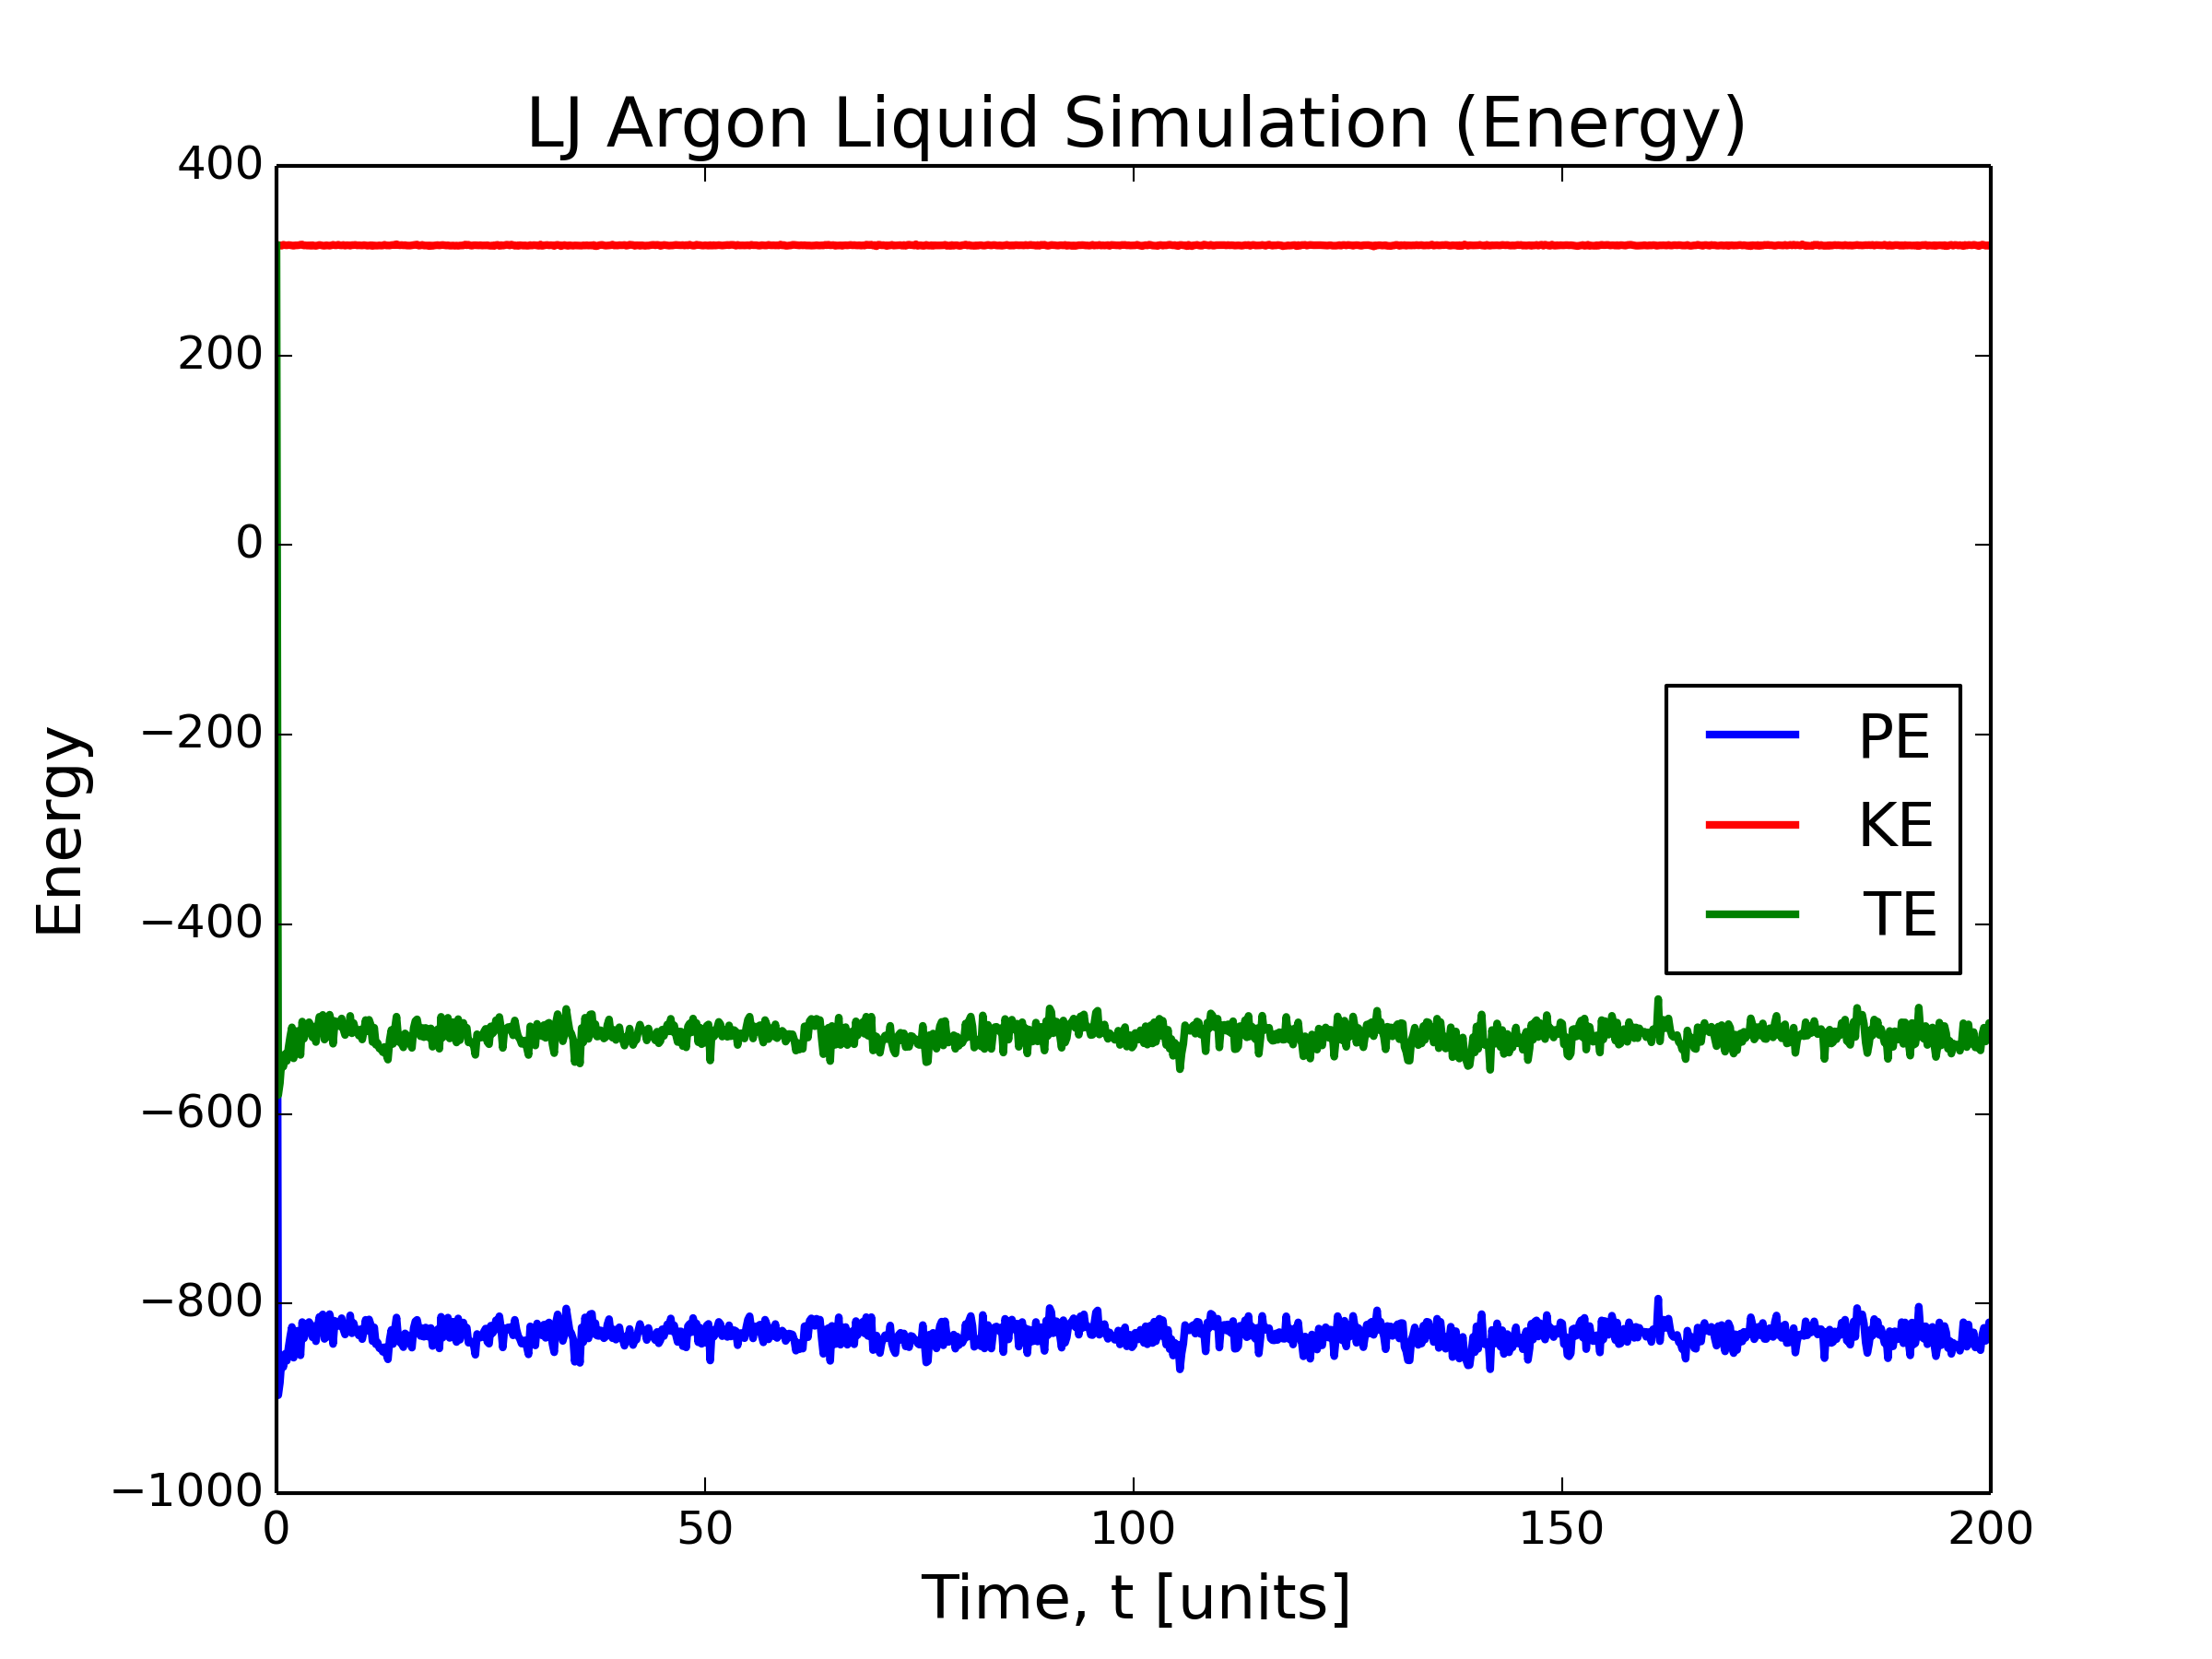 LJ Argon Liquid Simulation (Energy)
400
200
0
−200
−400
−600
−800
−1000
Energy
PE
KE
TE
0 50 100 150 200
Time, t [units]